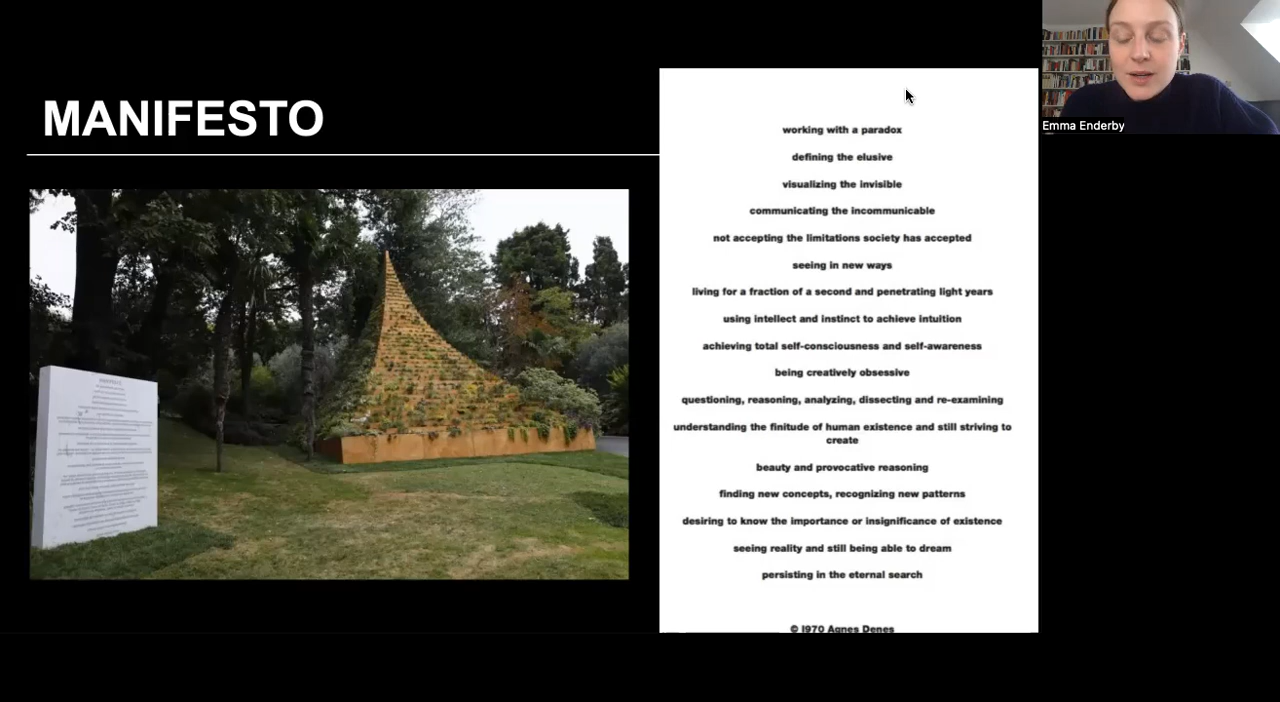 MANIFESTO
working with a paradox
defining the elusive
visualizing the invisible
communicating the incommunicable
not accepting the limitations society has accepted
seeing in new ways
living for a fraction of a second and penetrating light years
using intellect and instinct to achieve intuition
achieving total self-consciousness and self-awareness
being creatively obsessive
questioning, reasoning, analyzing, dissecting and re-examining
understanding the finitude of human existence and still striving to
create
beauty and provocative reasoning
finding new concepts, recognizing new patterns
desiring to know the importance or insignificance of existence
seeing reality and still being able to dream
persisting in the eternal search
© 1970 Agnes Denes
Emma Enderby